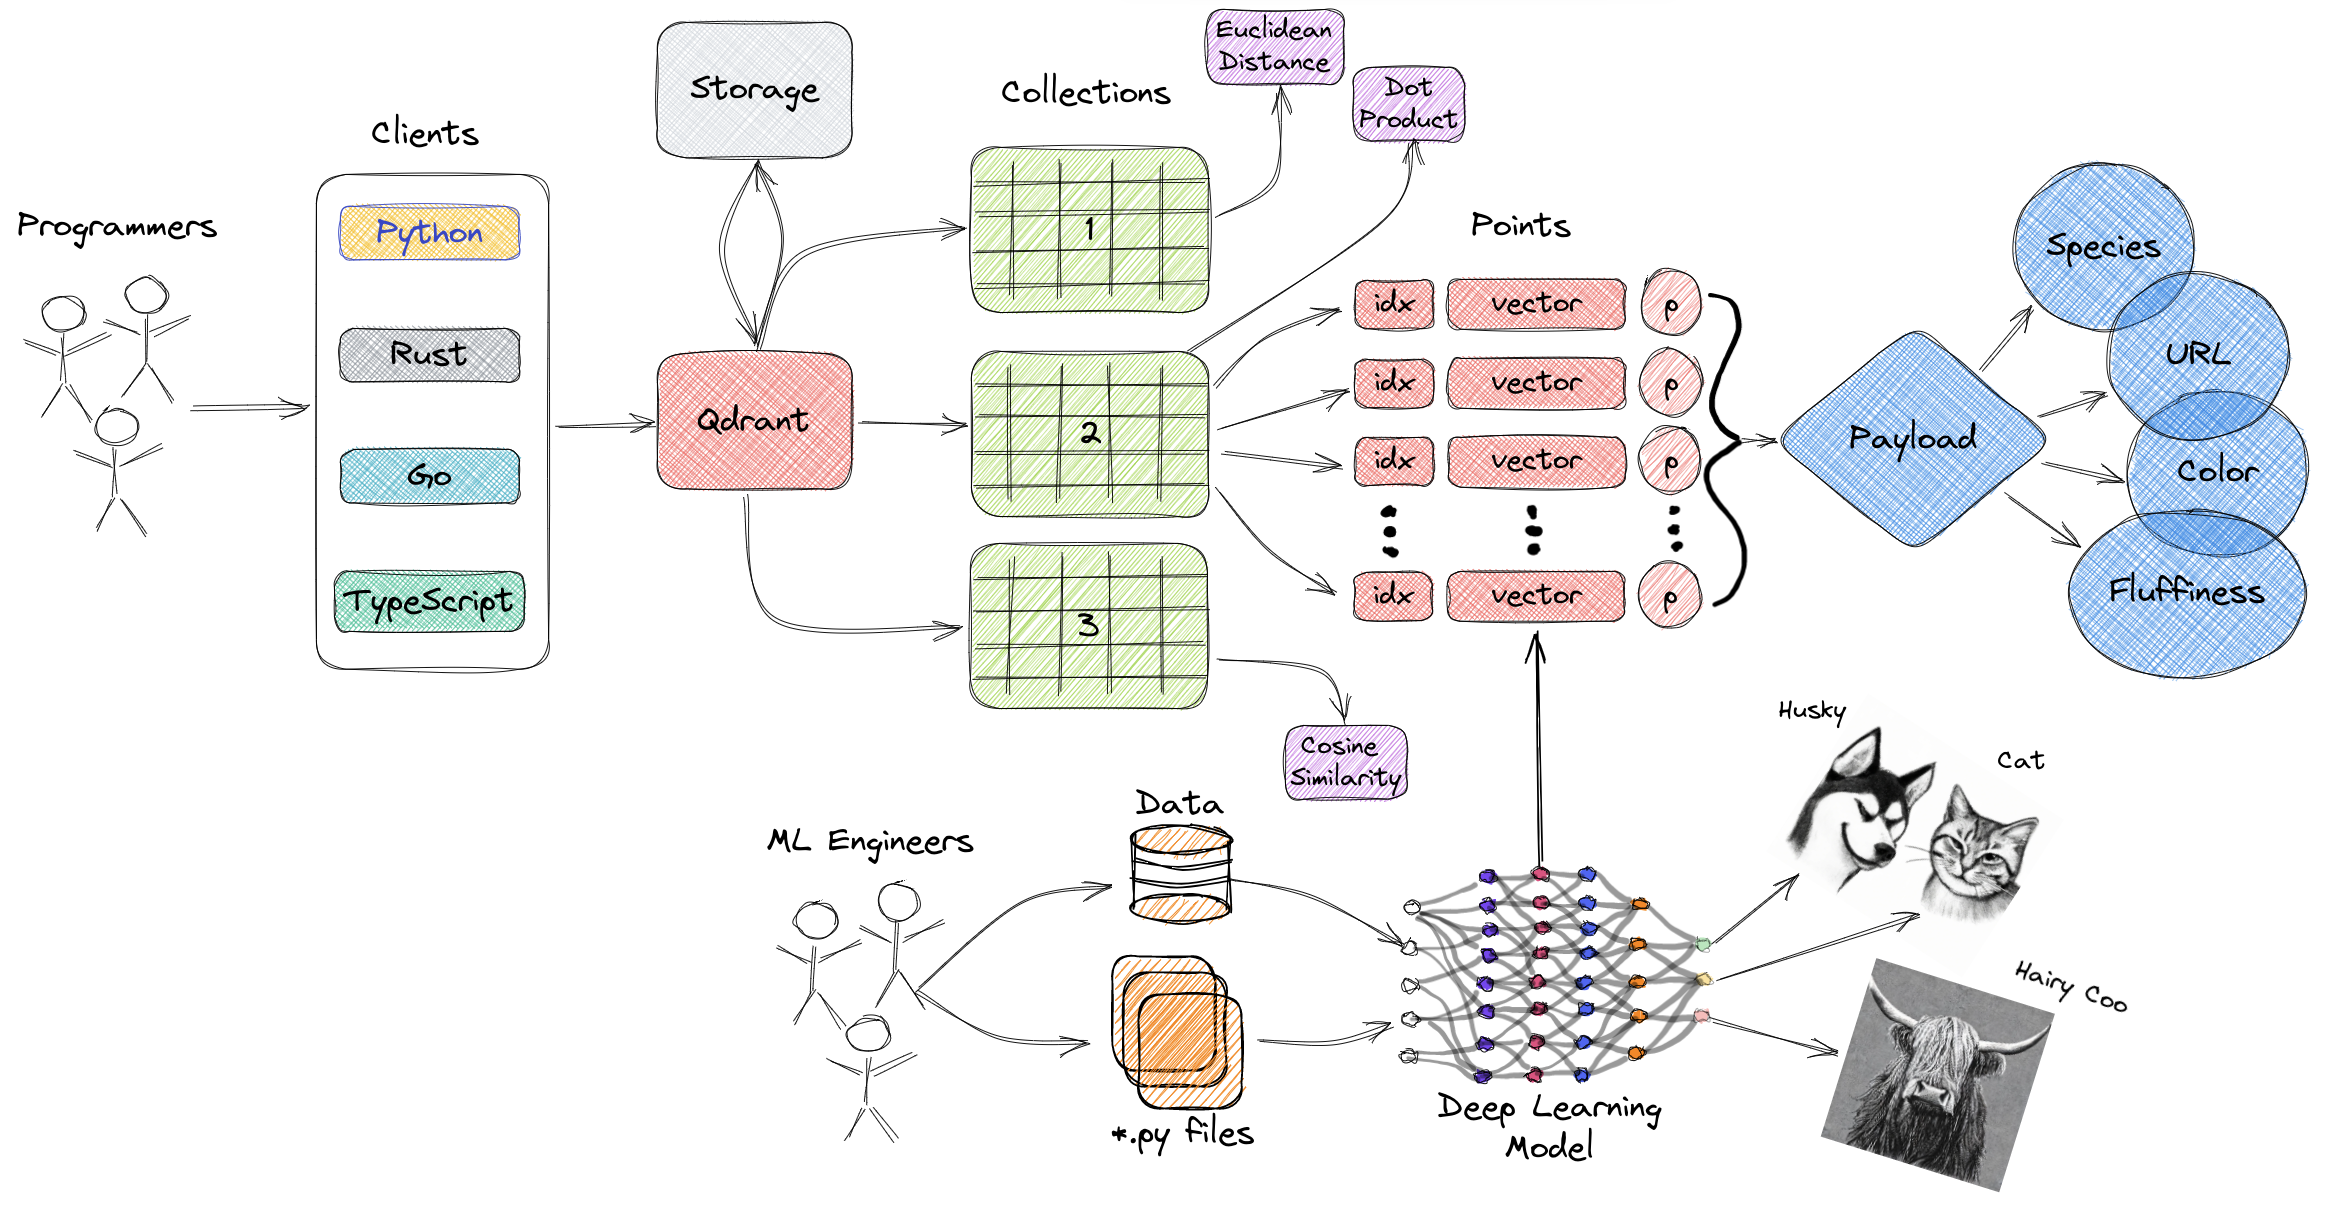 Programmers
Clients
Python
Rust
Go
TypeScript
Storage
Qdrant
Collections
1
2
3
Euclidean
Distance
Dot
Product
Cosine
Similarity
Points
idx vector p
idx vector p
idx vector p
idx vector p
Payload
Species
URL
Color
Fluffiness
ML Engineers
Data
*.py files
Deep Learning
Model
Husky
Cat
Hairy Coo